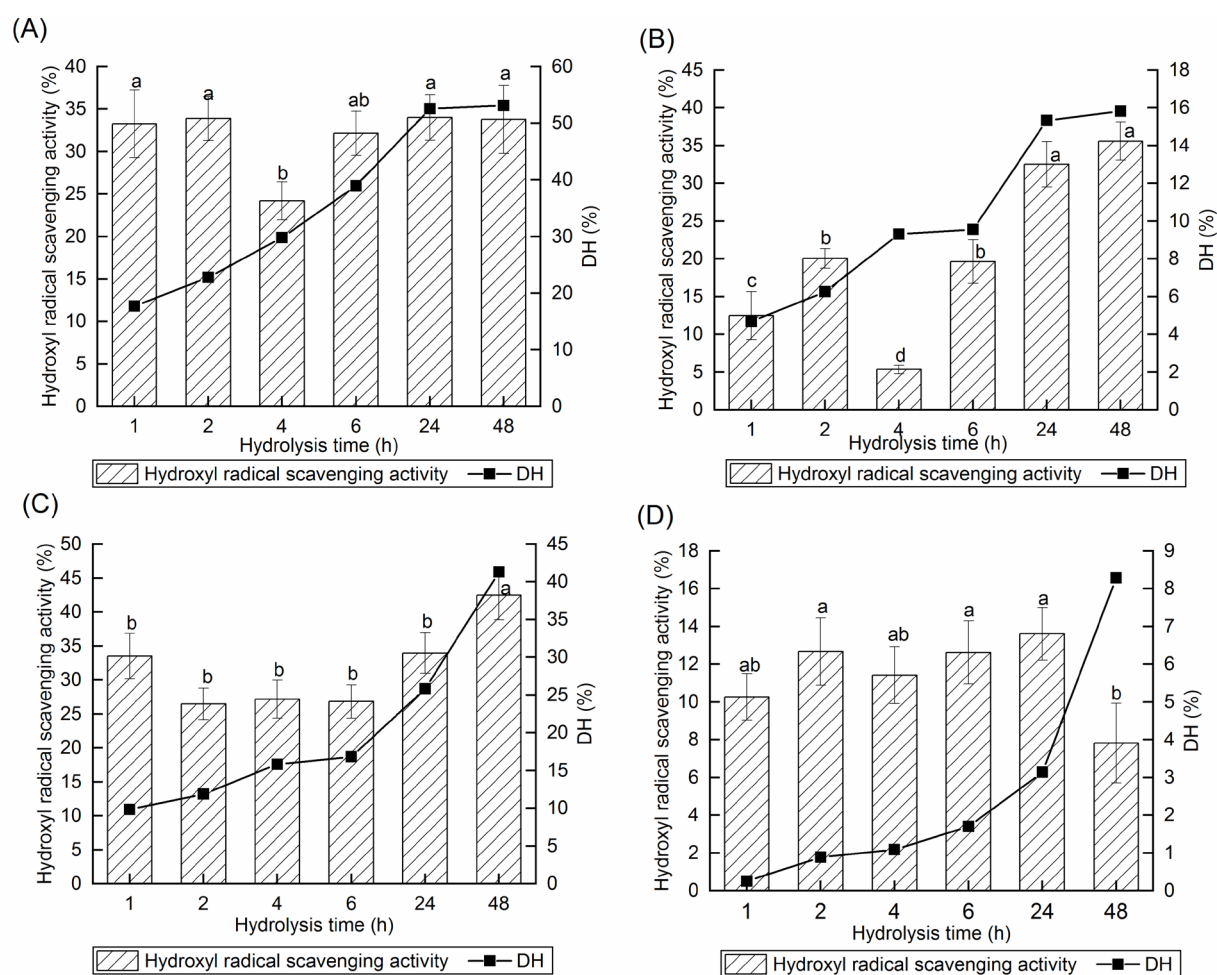 (A)
Hydroxyl radical scavenging activity (%)
40
35
30
25
20
15
10
5
0
60
50
40
30
20
10
0
DH (%)
a
a
b
ab
a
a
1 2 4 6 24 48
Hydrolysis time (h)
Hydroxyl radical scavenging activity DH
(B)
Hydroxyl radical scavenging activity (%)
45
40
35
30
25
20
15
10
5
0
18
16
14
12
10
8
6
4
2
0
DH (%)
c
b
d
b
a
a
1 2 4 6 24 48
Hydrolysis time (h)
Hydroxyl radical scavenging activity DH
(C)
Hydroxyl radical scavenging activity (%)
50
45
40
35
30
25
20
15
10
5
0
45
40
35
30
25
20
15
10
5
0
DH (%)
b
b
b
b
b
a
1 2 4 6 24 48
Hydrolysis time (h)
Hydroxyl radical scavenging activity DH
(D)
Hydroxyl radical scavenging activity (%)
18
16
14
12
10
8
6
4
2
0
9
8
7
6
5
4
3
2
1
0
DH (%)
ab
a
ab
a
a
b
1 2 4 6 24 48
Hydrolysis time (h)
Hydroxyl radical scavenging activity DH